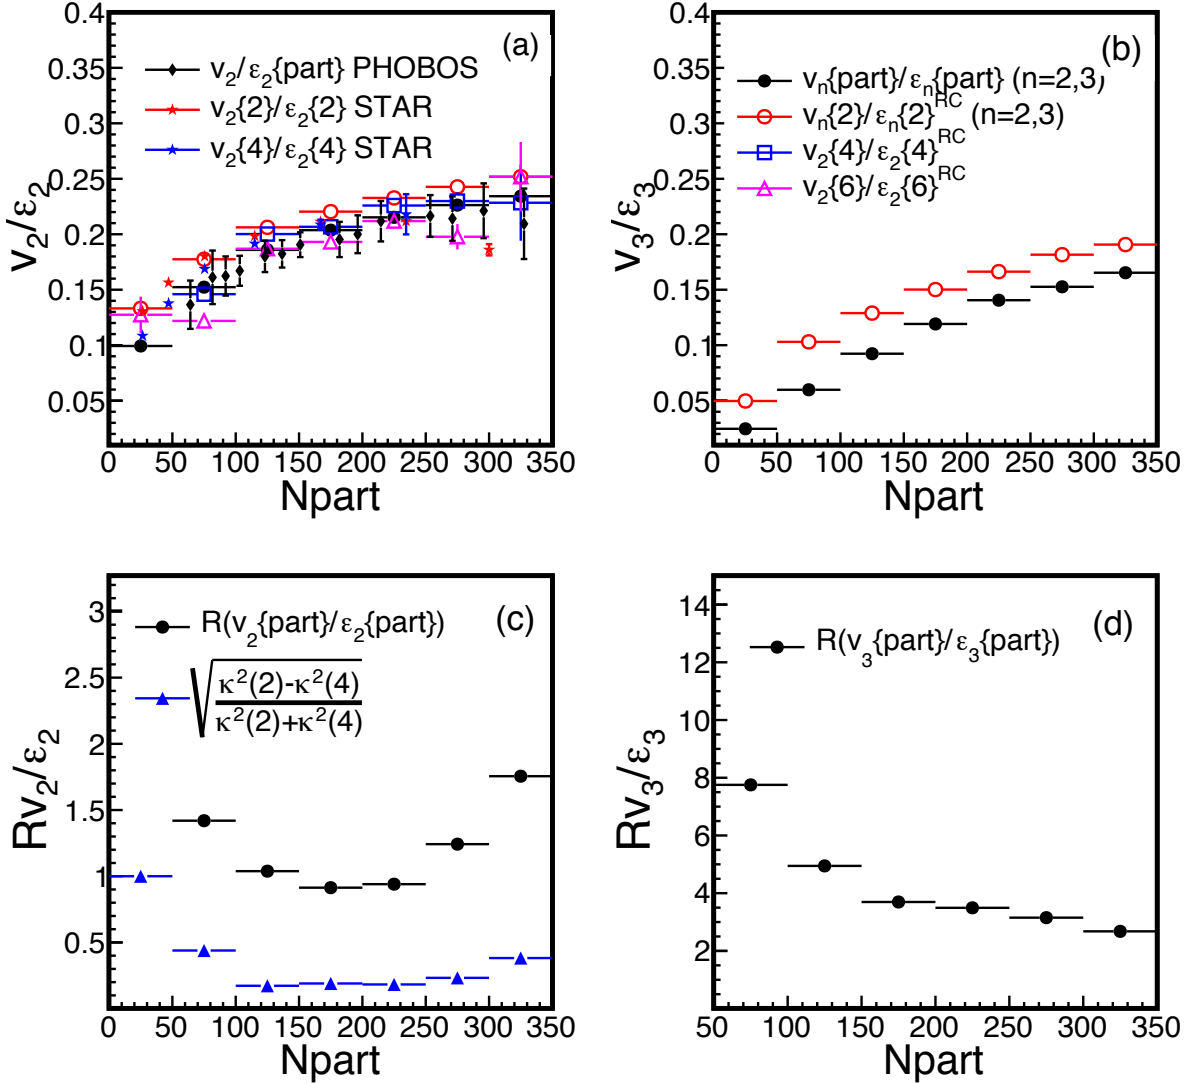 0.4
0.35
0.3
0.25
0.2
0.15
0.1
0.05
v₂/ε₂
(a)
v₂/ε₂{part} PHOBOS
v₂{2}/ε₂{2} STAR
v₂{4}/ε₂{4} STAR
0 50 100 150 200 250 300 350
Npart
0.4
0.35
0.3
0.25
0.2
0.15
0.1
0.05
v₃/ε₃
(b)
vₙ{part}/εₙ{part} (n=2,3)
vₙ{2}/εₙ{2}^RC (n=2,3)
v₂{4}/ε₂{4}^RC
v₂{6}/ε₂{6}^RC
0 50 100 150 200 250 300 350
Npart
3
2.5
2
1.5
1
0.5
Rv₂/ε₂
(c)
R(v₂{part}/ε₂{part})
κ²(2)-κ²(4)
κ²(2)+κ²(4)
0 50 100 150 200 250 300 350
Npart
14
12
10
8
6
4
2
Rv₃/ε₃
(d)
R(v₃{part}/ε₃{part})
50 100 150 200 250 300 350
Npart